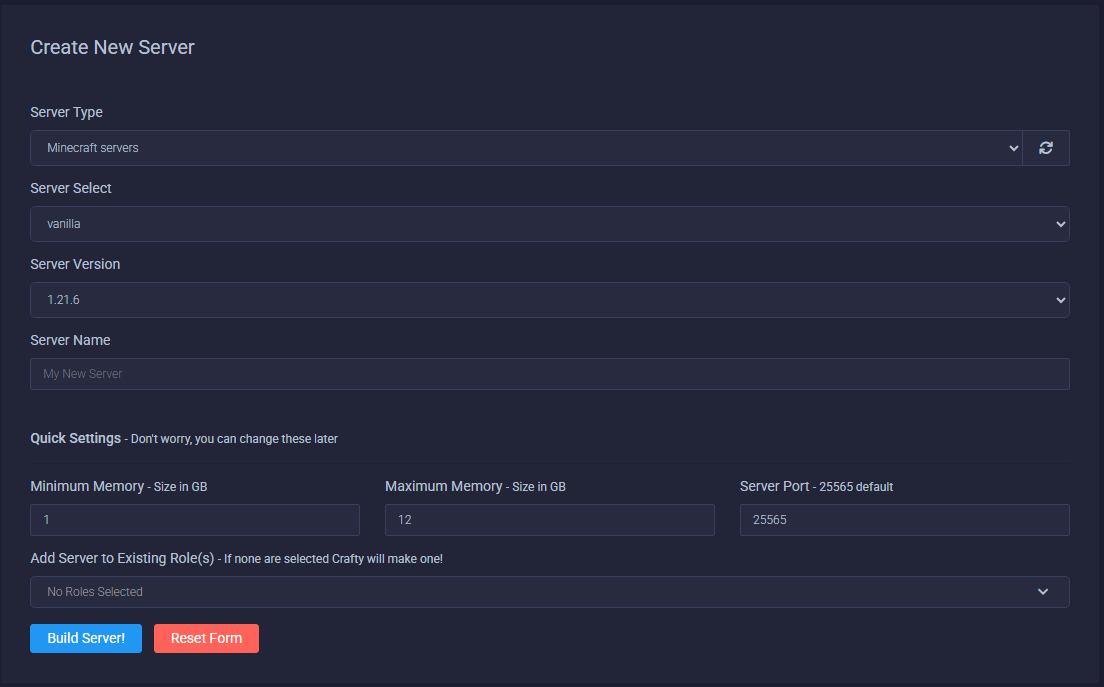 Create New Server
Server Type
Minecraft servers
Server Select
vanilla
Server Version
1.21.6
Server Name
My New Server
Quick Settings - Don't worry, you can change these later
Minimum Memory - Size in GB
1
Maximum Memory - Size in GB
12
Server Port - 25565 default
25565
Add Server to Existing Role(s) - If none are selected Crafty will make one!
No Roles Selected
Build Server! Reset Form